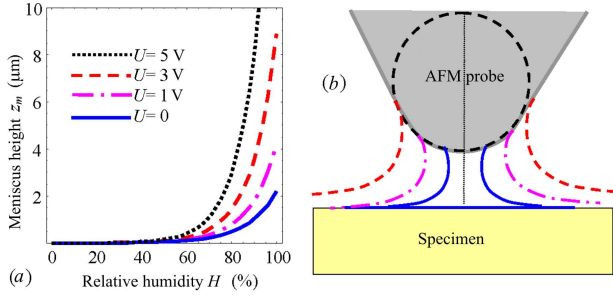 Meniscus height z_m (μm)
10
8
6
4
2
U= 5 V
U= 3 V
U= 1 V
U= 0
0 20 40 60 80 100
Relative humidity H (%)
(a)
(b)
AFM probe
Specimen